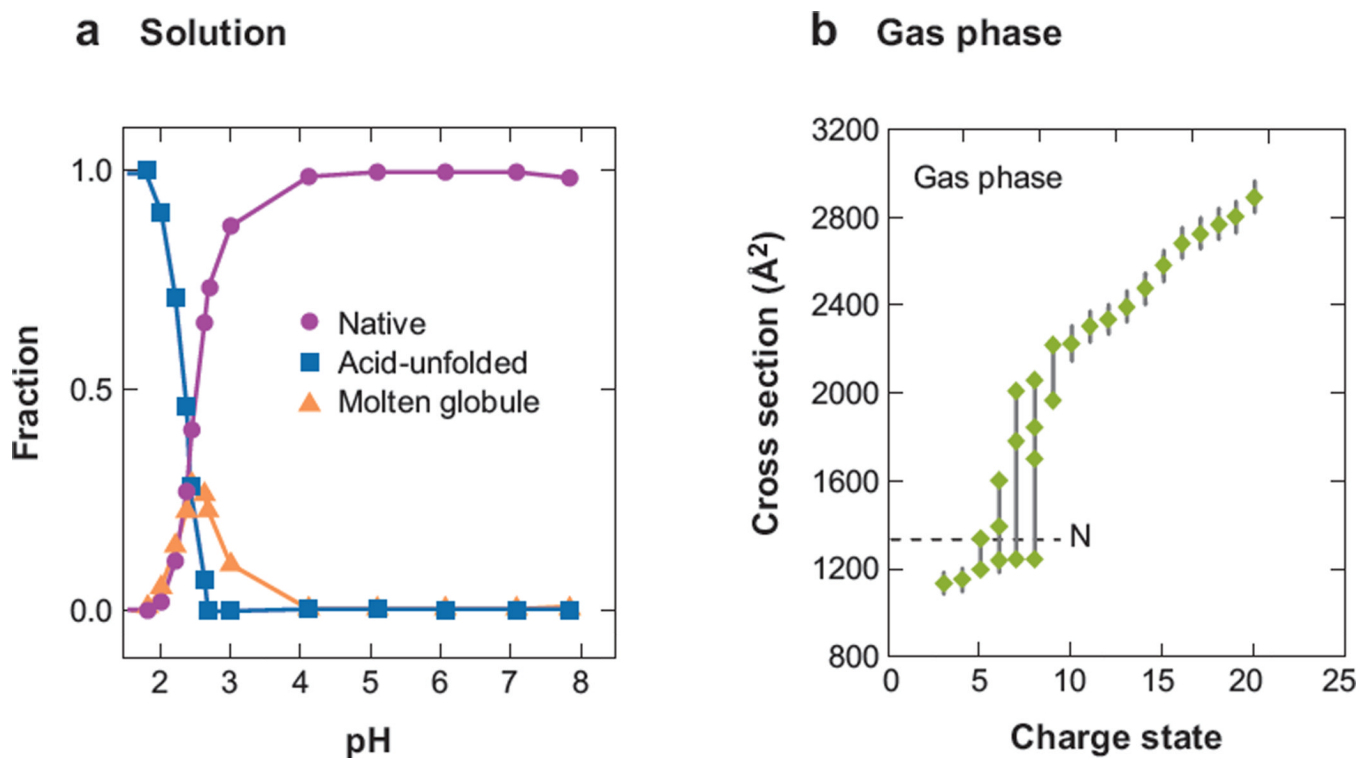 a Solution
1.0
0.5
0.0
Fraction
Native
Acid-unfolded
Molten globule
2 3 4 5 6 7 8
pH
b Gas phase
3200
2800
2400
2000
1600
1200
800
Cross section (Å²)
Gas phase
N
0 5 10 15 20 25
Charge state